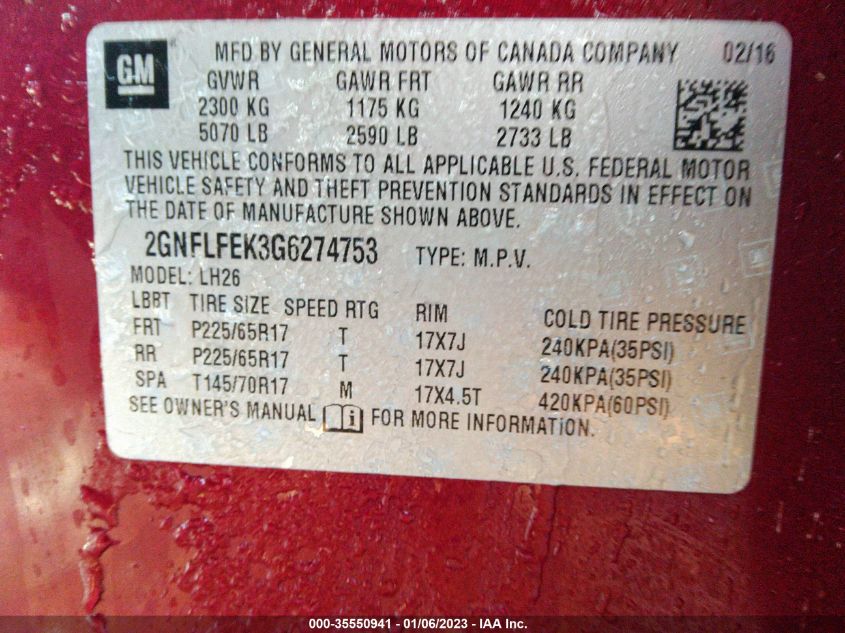 GM
MFD BY GENERAL MOTORS OF CANADA COMPANY 02/16
GVWR GAWR FRT GAWR RR
2300 KG 1175 KG 1240 KG
5070 LB 2590 LB 2733 LB
THIS VEHICLE CONFORMS TO ALL APPLICABLE U.S. FEDERAL MOTOR
VEHICLE SAFETY AND THEFT PREVENTION STANDARDS IN EFFECT ON
THE DATE OF MANUFACTURE SHOWN ABOVE.
2GNFLFEK3G6274753 TYPE: M.P.V.
MODEL: LH26
LBBT TIRE SIZE SPEED RTG RIM COLD TIRE PRESSURE
FRT P225/65R17 T 17X7J 240KPA(35PSI)
RR P225/65R17 T 17X7J 240KPA(35PSI)
SPA T145/70R17 M 17X4.5T 420KPA(60PSI)
SEE OWNER'S MANUAL i FOR MORE INFORMATION.
000-35550941 - 01/06/2023 - IAA Inc.